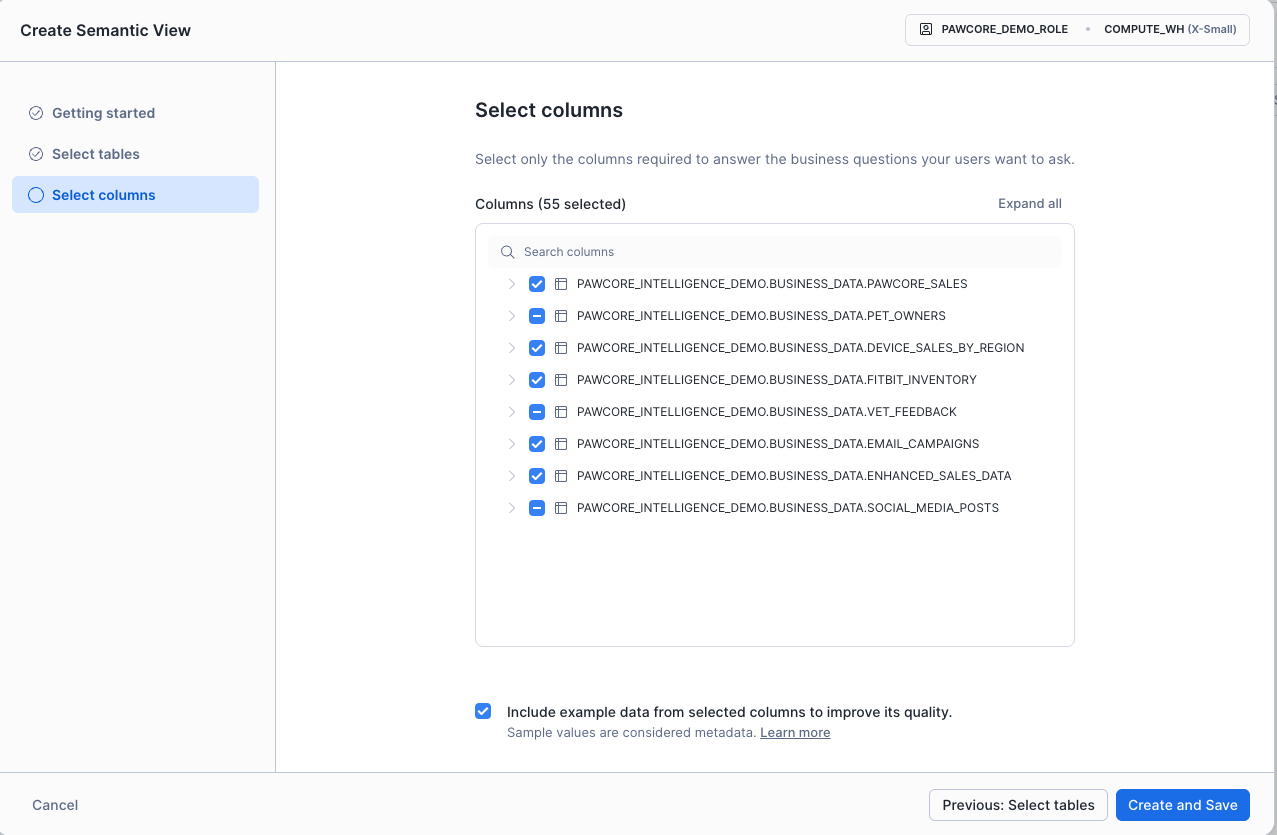 Create Semantic View
PAWCORE_DEMO_ROLE • COMPUTE_WH (X-Small)
Getting started
Select tables
Select columns
Select columns
Select only the columns required to answer the business questions your users want to ask.
Columns (55 selected)
Expand all
Search columns
PAWCORE_INTELLIGENCE_DEMO.BUSINESS_DATA.PAWCORE_SALES
PAWCORE_INTELLIGENCE_DEMO.BUSINESS_DATA.PET_OWNERS
PAWCORE_INTELLIGENCE_DEMO.BUSINESS_DATA.DEVICE_SALES_BY_REGION
PAWCORE_INTELLIGENCE_DEMO.BUSINESS_DATA.FITBIT_INVENTORY
PAWCORE_INTELLIGENCE_DEMO.BUSINESS_DATA.VET_FEEDBACK
PAWCORE_INTELLIGENCE_DEMO.BUSINESS_DATA.EMAIL_CAMPAIGNS
PAWCORE_INTELLIGENCE_DEMO.BUSINESS_DATA.ENHANCED_SALES_DATA
PAWCORE_INTELLIGENCE_DEMO.BUSINESS_DATA.SOCIAL_MEDIA_POSTS
Include example data from selected columns to improve its quality.
Sample values are considered metadata. Learn more
Cancel
Previous: Select tables
Create and Save